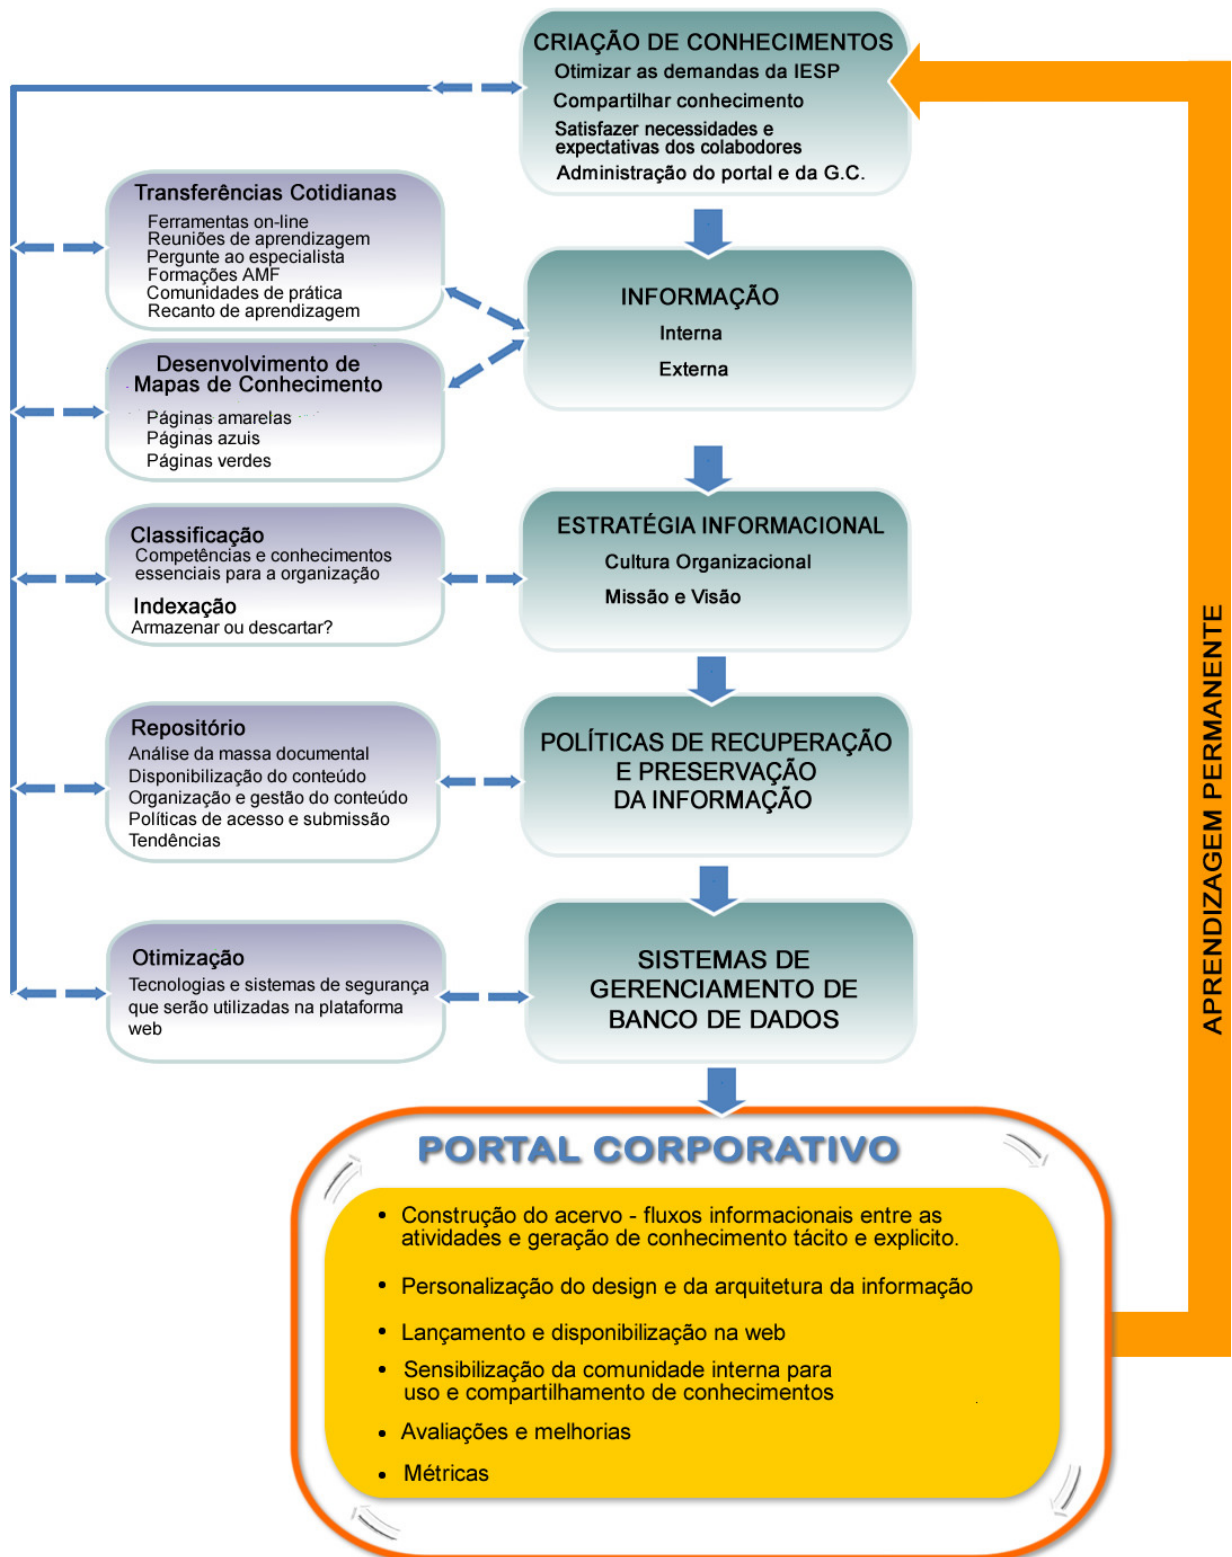 CRIAÇÃO DE CONHECIMENTOS
Otimizar as demandas da IESP
Compartilhar conhecimento
Satisfazer necessidades e
expectativas dos colabodores
Administração do portal e da G.C.
Transferências Cotidianas
Ferramentas on-line
Reuniões de aprendizagem
Pergunte ao especialista
Formações AMF
Comunidades de prática
Recanto de aprendizagem
INFORMAÇÃO
Interna
Externa
Desenvolvimento de
Mapas de Conhecimento
Páginas amarelas
Páginas azuis
Páginas verdes
Classificação
Competências e conhecimentos
essenciais para a organização
Indexação
Armazenar ou descartar?
ESTRATÉGIA INFORMACIONAL
Cultura Organizacional
Missão e Visão
Repositório
Análise da massa documental
Disponibilização do conteúdo
Organização e gestão do conteúdo
Políticas de acesso e submissão
Tendências
POLÍTICAS DE RECUPERAÇÃO
E PRESERVAÇÃO
DA INFORMAÇÃO
Otimização
Tecnologias e sistemas de segurança
que serão utilizadas na plataforma
web
SISTEMAS DE
GERENCIAMENTO DE
BANCO DE DADOS
APRENDIZAGEM PERMANENTE
PORTAL CORPORATIVO
• Construção do acervo - fluxos informacionais entre as
atividades e geração de conhecimento tácito e explicito.
• Personalização do design e da arquitetura da informação
• Lançamento e disponibilização na web
• Sensibilização da comunidade interna para
uso e compartilhamento de conhecimentos
• Avaliações e melhorias
• Métricas